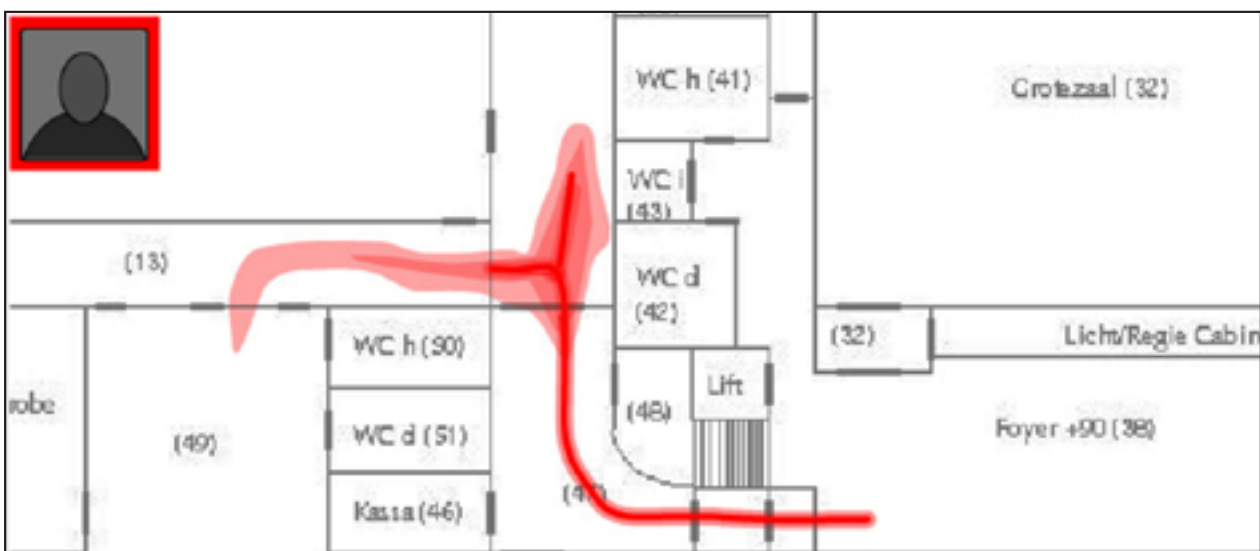 WC h (41)
Grotezaal (32)
WC i
(43)
(13)
WC d
(42)
WC h (50)
(32)
Licht/Regie Cabin
Lift
robe
(48)
(49)
WC d (51)
Foyer +90 (38)
Kassa (46)